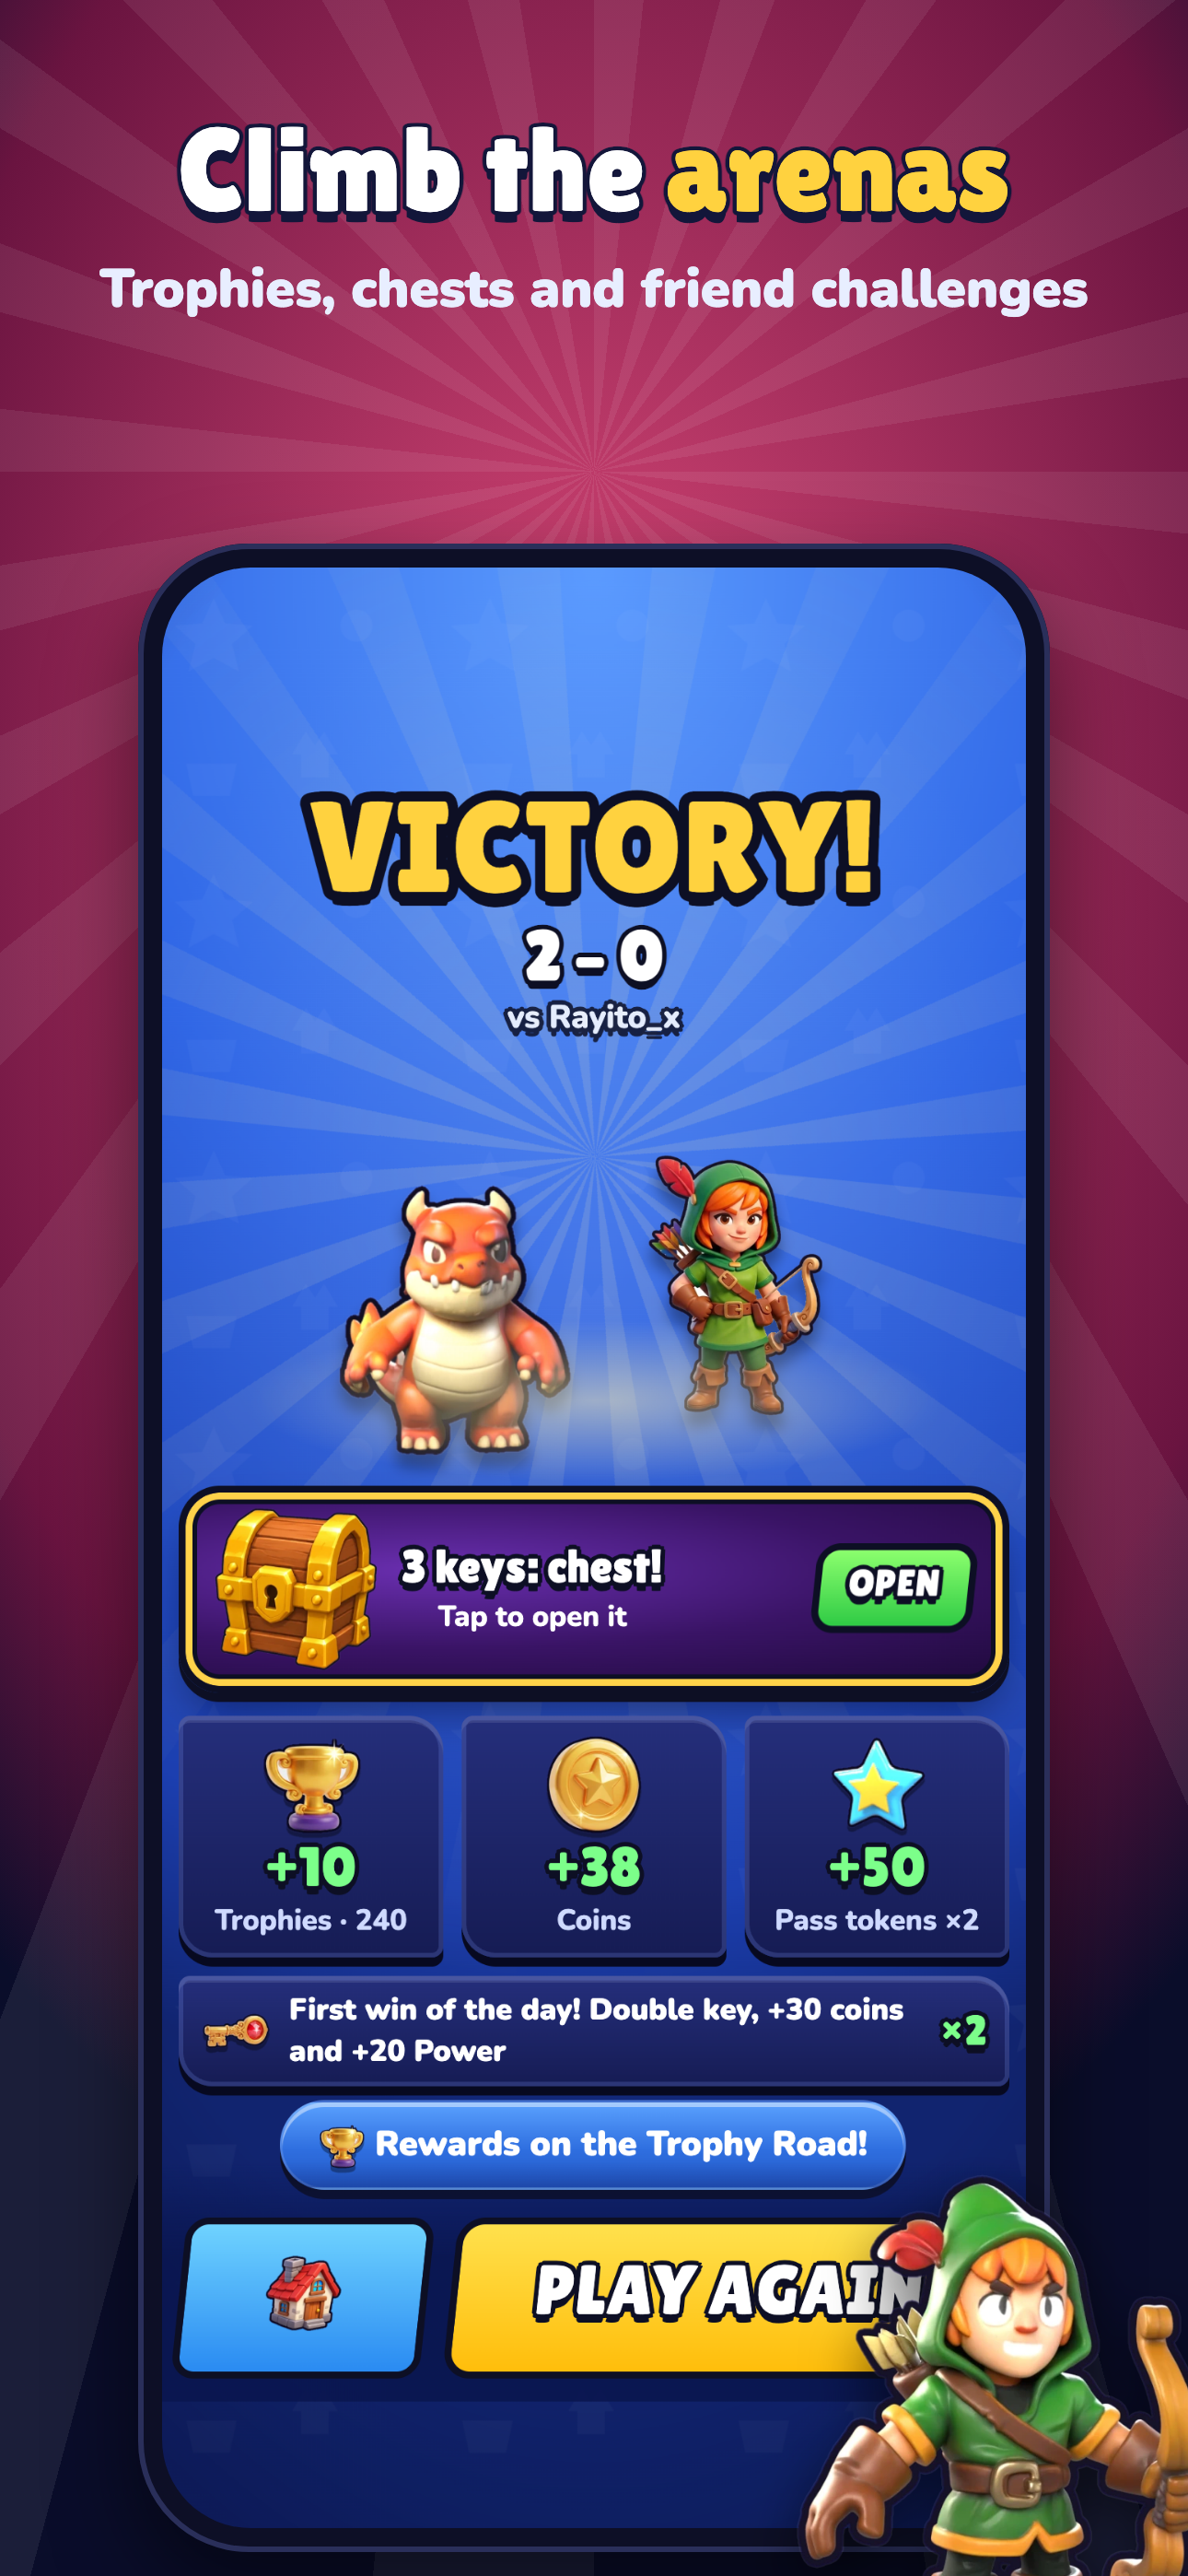 Climb the arenas
Trophies, chests and friend challenges
VICTORY!
2 - 0
vs Rayito_x
3 keys: chest!
Tap to open it
OPEN
+10
Trophies · 240
+38
Coins
+50
Pass tokens ×2
First win of the day! Double key, +30 coins
and +20 Power
×2
Rewards on the Trophy Road!
PLAY AGAIN